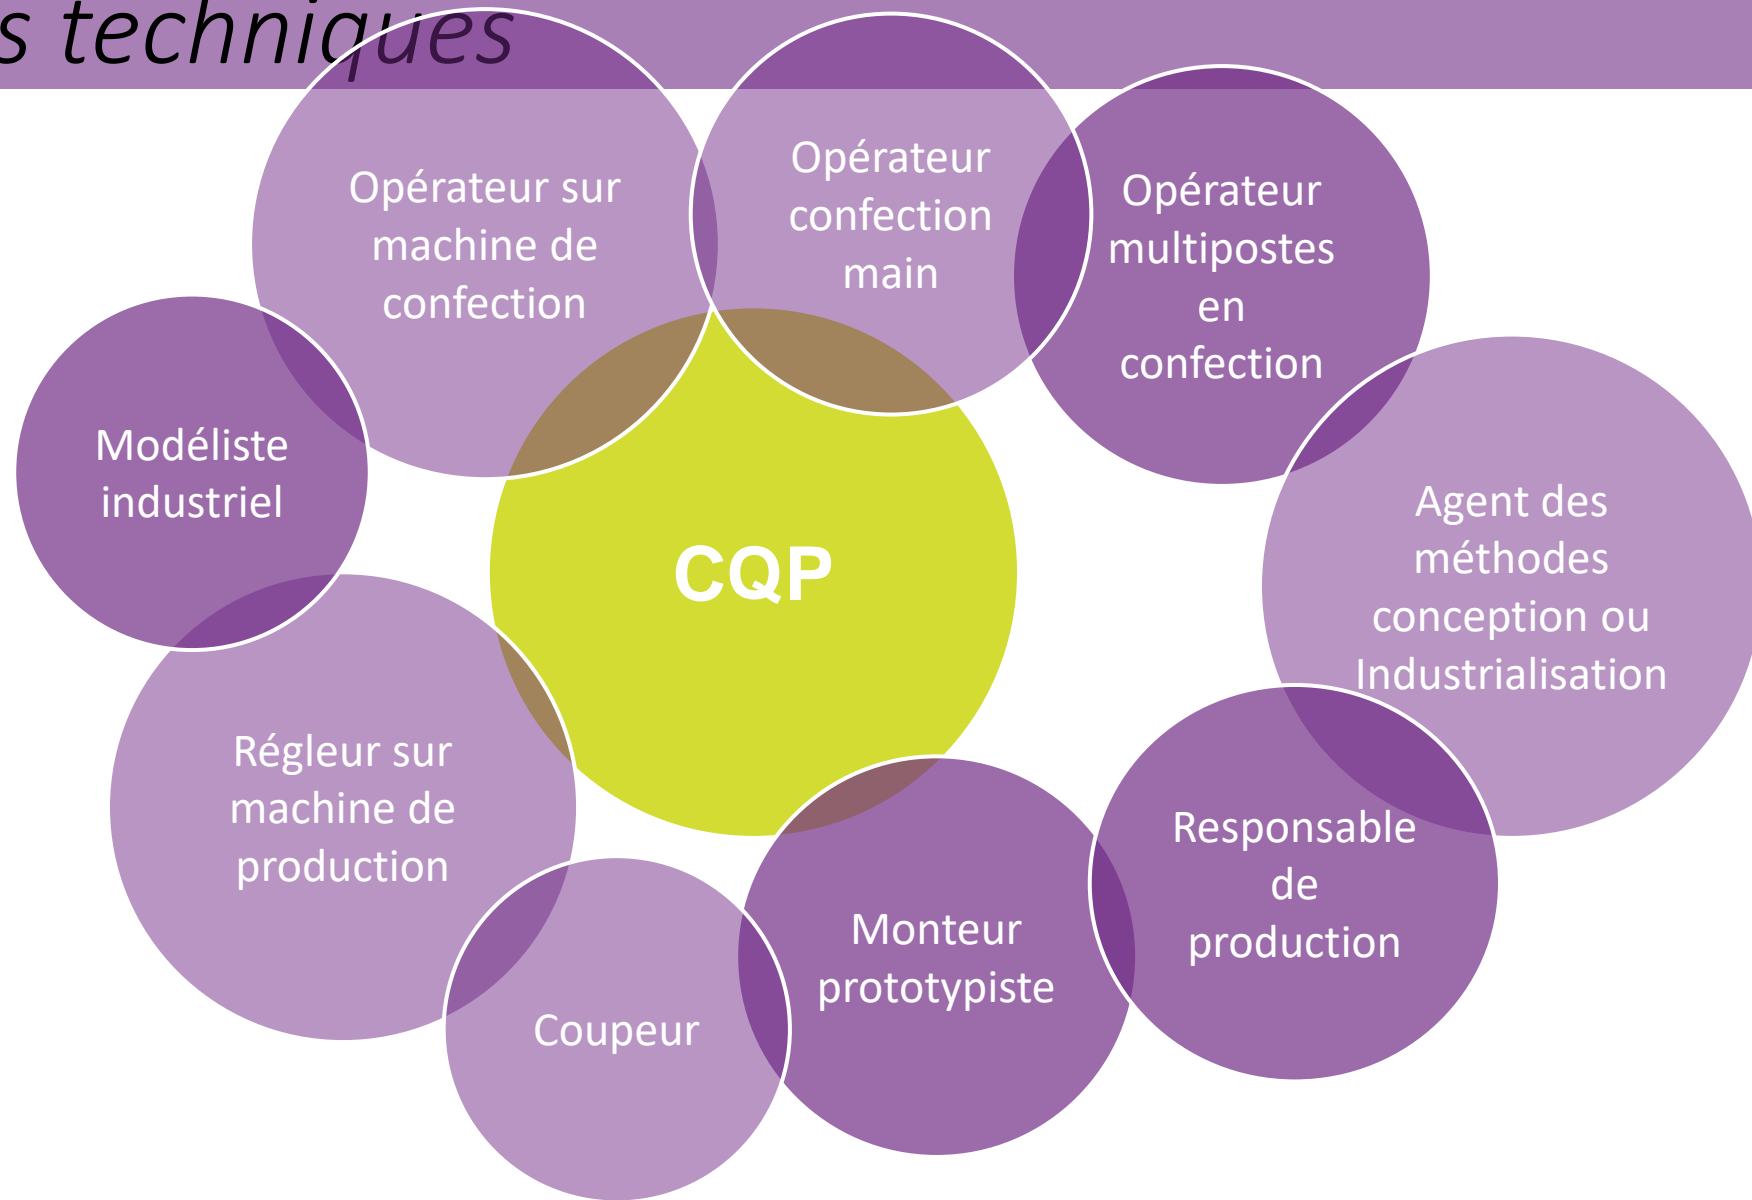 s techniques
Opérateur sur
machine de
confection
Opérateur
confection
main
Opérateur
multipostes
en
confection
Modéliste
industriel
CQP
Agent des
méthodes
conception ou
Industrialisation
Régleur sur
machine de
production
Responsable
de
production
Monteur
prototypiste
Coupeur